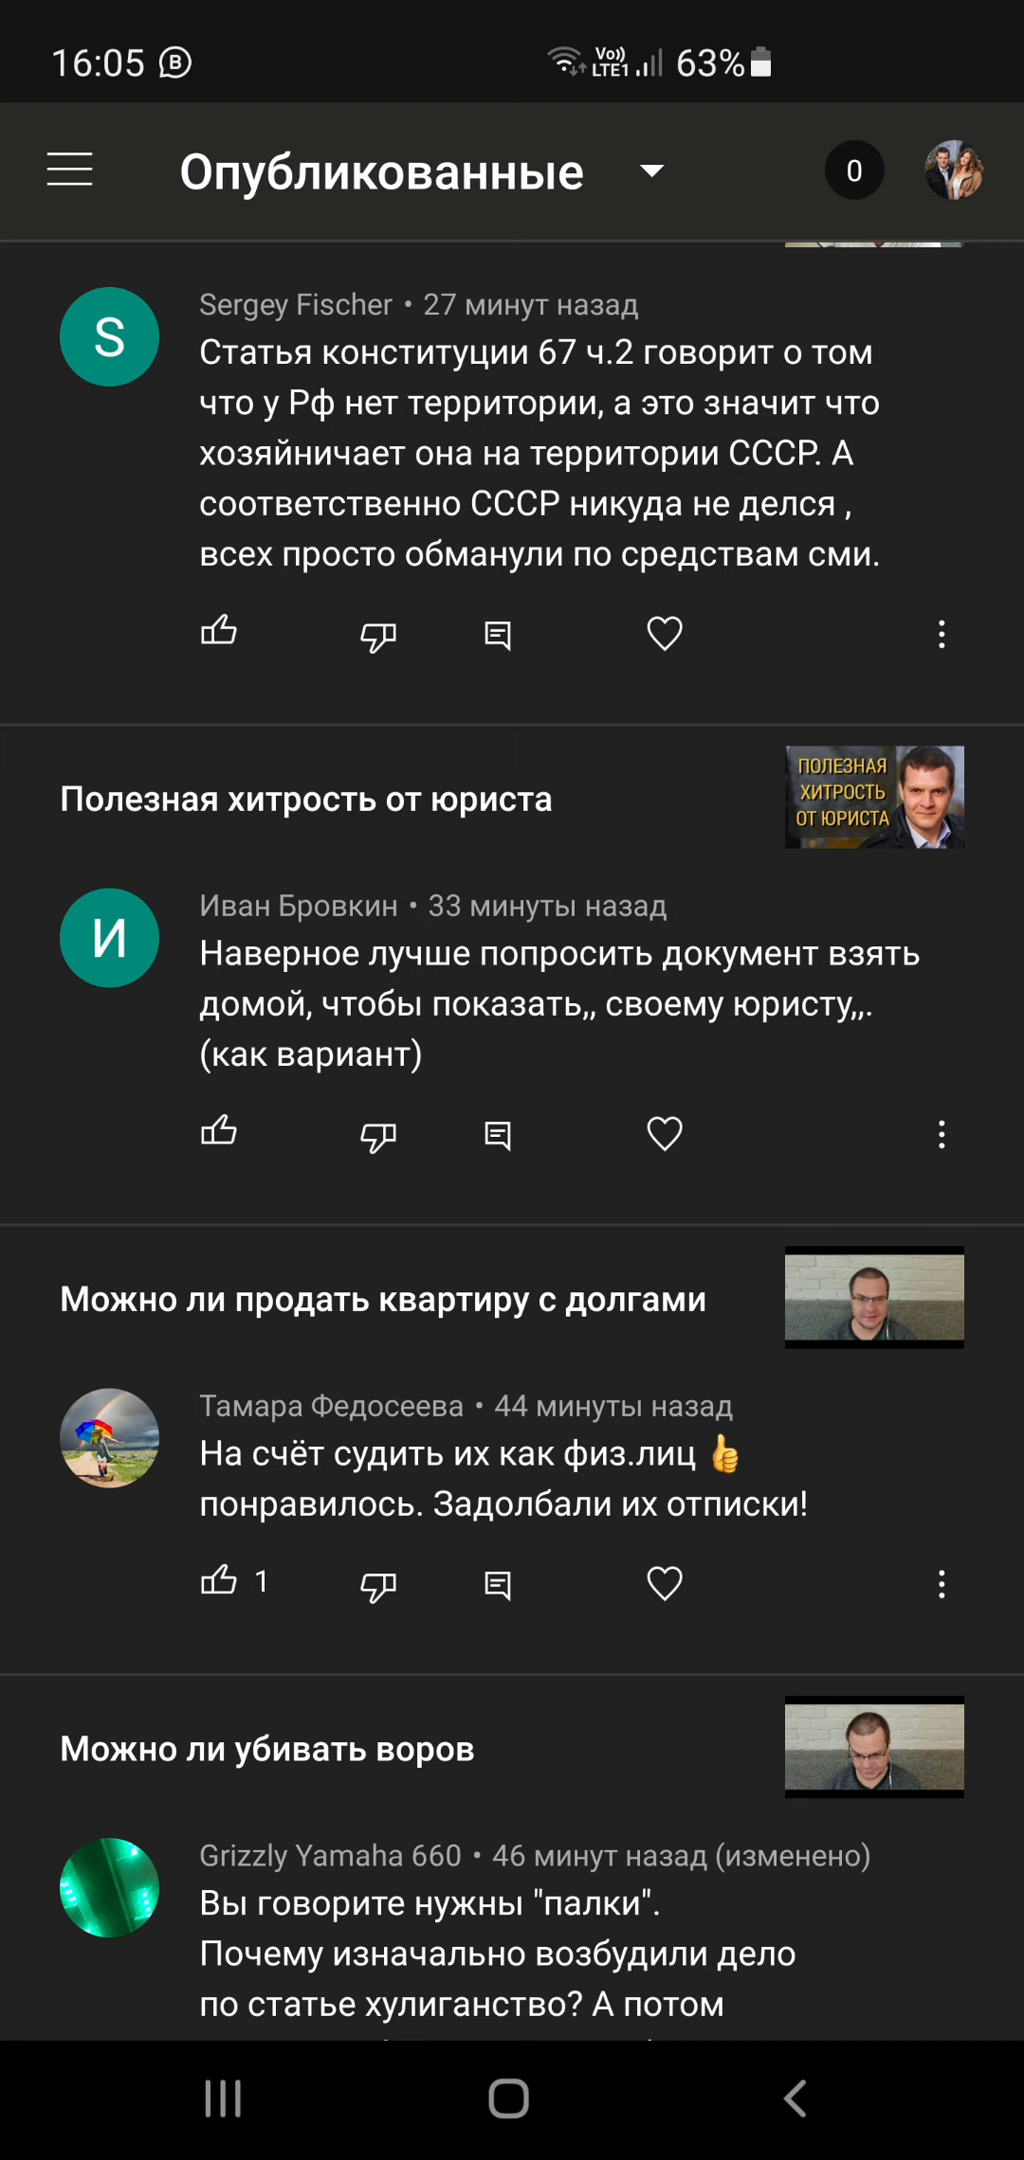 16:05
Vo)) LTE1 63%
Опубликованные
0
S
Sergey Fischer • 27 минут назад
Статья конституции 67 ч.2 говорит о том
что у Рф нет территории, а это значит что
хозяйничает она на территории СССР. А
соответственно СССР никуда не делся ,
всех просто обманули по средствам сми.
Полезная хитрость от юриста
ПОЛЕЗНАЯ
ХИТРОСТЬ
ОТ ЮРИСТА
И
Иван Бровкин • 33 минуты назад
Наверное лучше попросить документ взять
домой, чтобы показать,, своему юристу,,.
(как вариант)
Можно ли продать квартиру с долгами
Тамара Федосеева • 44 минуты назад
На счёт судить их как физ.лиц 👍
понравилось. Задолбали их отписки!
1
Можно ли убивать воров
Grizzly Yamaha 660 • 46 минут назад (изменено)
Вы говорите нужны "палки".
Почему изначально возбудили дело
по статье хулиганство? А потом